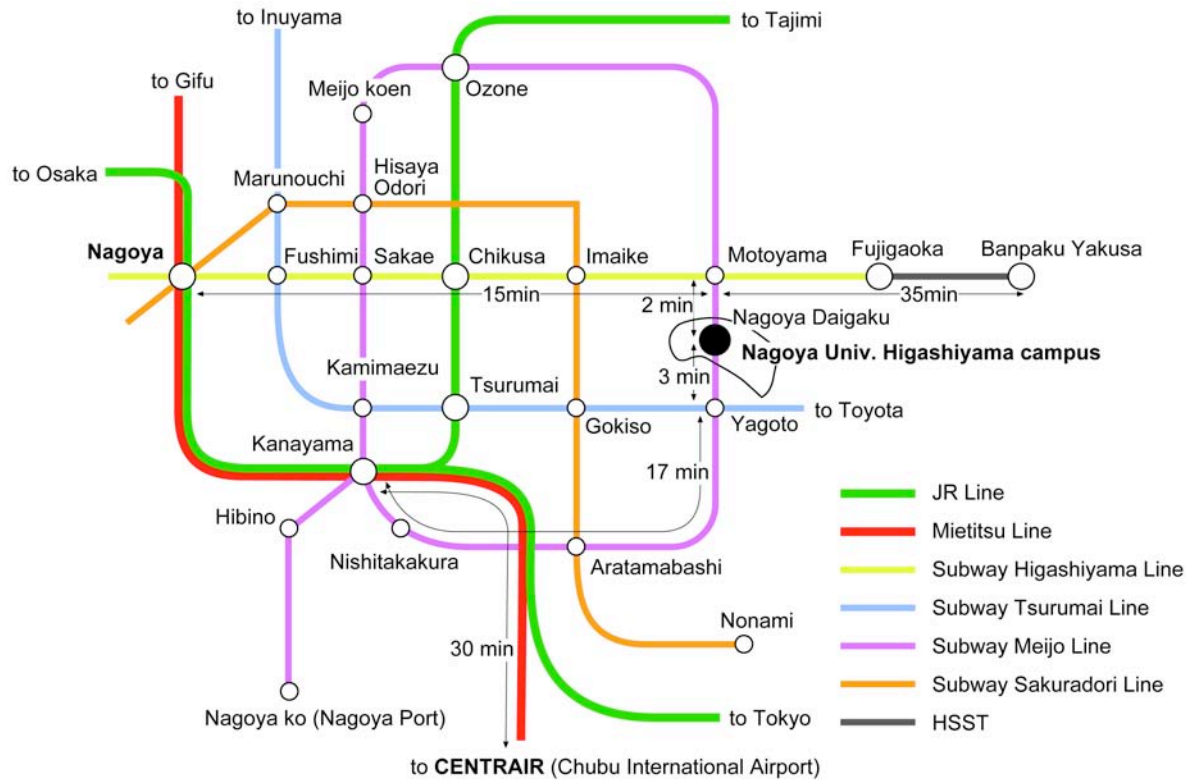 to Inuyama
to Tajimi
to Gifu
Meijo koen
Ozone
to Osaka
Marunouchi
Hisaya
Odori
Nagoya
Fushimi
Sakae
Chikusa
Imaike
Motoyama
Fujigaoka
Banpaku Yakusa
15min
2 min
35min
Nagoya Daigaku
Nagoya Univ. Higashiyama campus
3 min
Kamimaezu
Tsurumai
Gokiso
Yagoto
to Toyota
Kanayama
17 min
Hibino
Nishitakakura
Aratamabashi
Nonami
30 min
Nagoya ko (Nagoya Port)
to Tokyo
to CENTRAIR (Chubu International Airport)
JR Line
Mietitsu Line
Subway Higashiyama Line
Subway Tsurumai Line
Subway Meijo Line
Subway Sakuradori Line
HSST